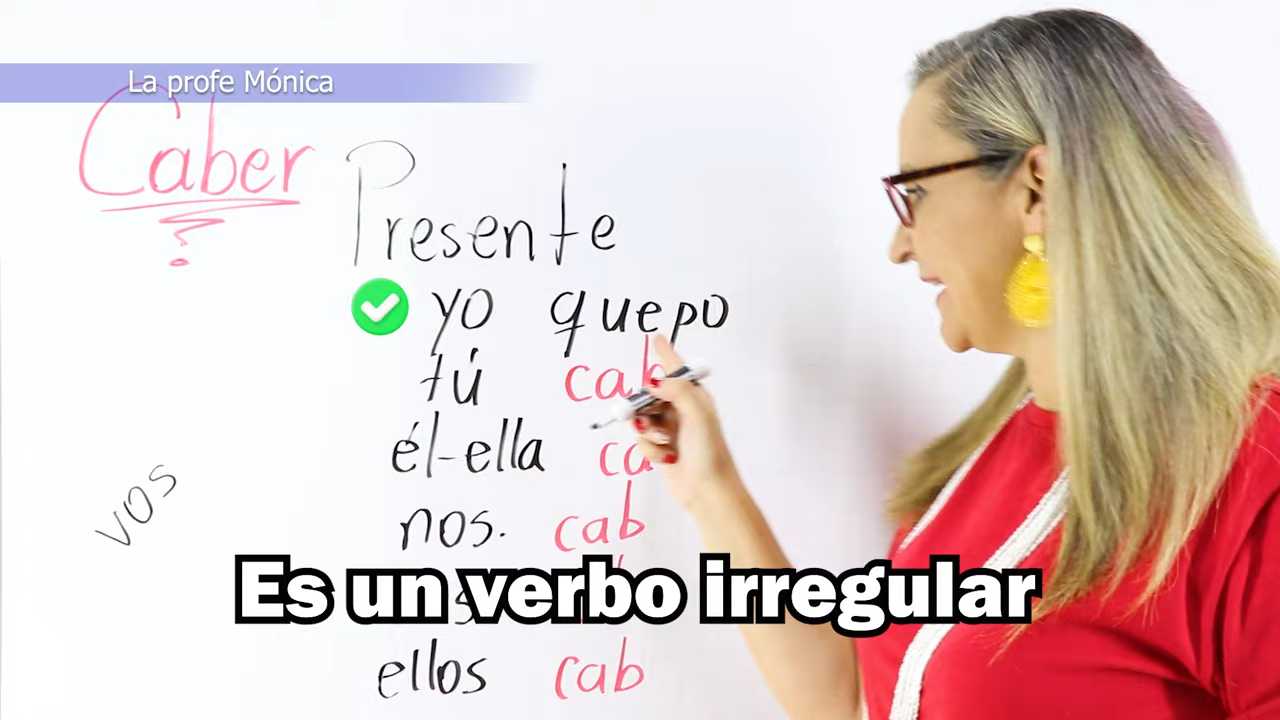 La profe Mónica
Caber
Presente
yo quepo
tú cab
él-ella ca
nos. cab
vos
Es un verbo irregular
ellos cab